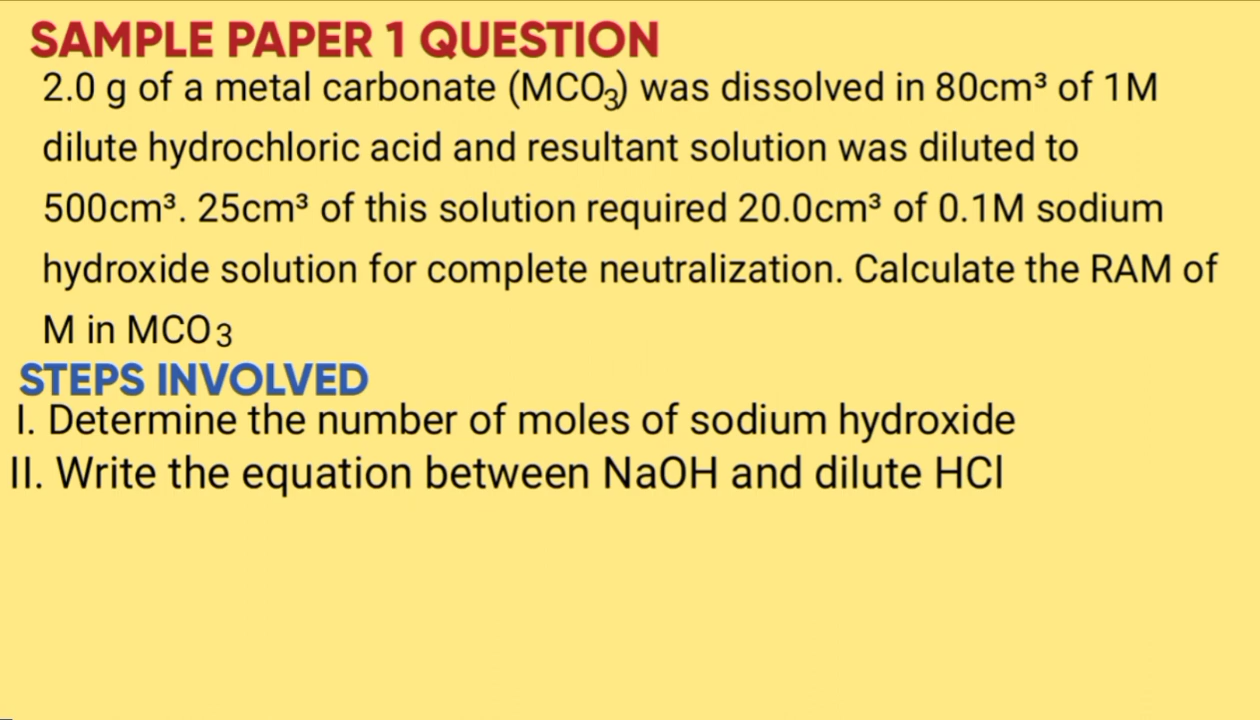 SAMPLE PAPER 1 QUESTION
2.0 g of a metal carbonate (MCO₃) was dissolved in 80cm³ of 1M
dilute hydrochloric acid and resultant solution was diluted to
500cm³. 25cm³ of this solution required 20.0cm³ of 0.1M sodium
hydroxide solution for complete neutralization. Calculate the RAM of
M in MCO₃
STEPS INVOLVED
I. Determine the number of moles of sodium hydroxide
II. Write the equation between NaOH and dilute HCl